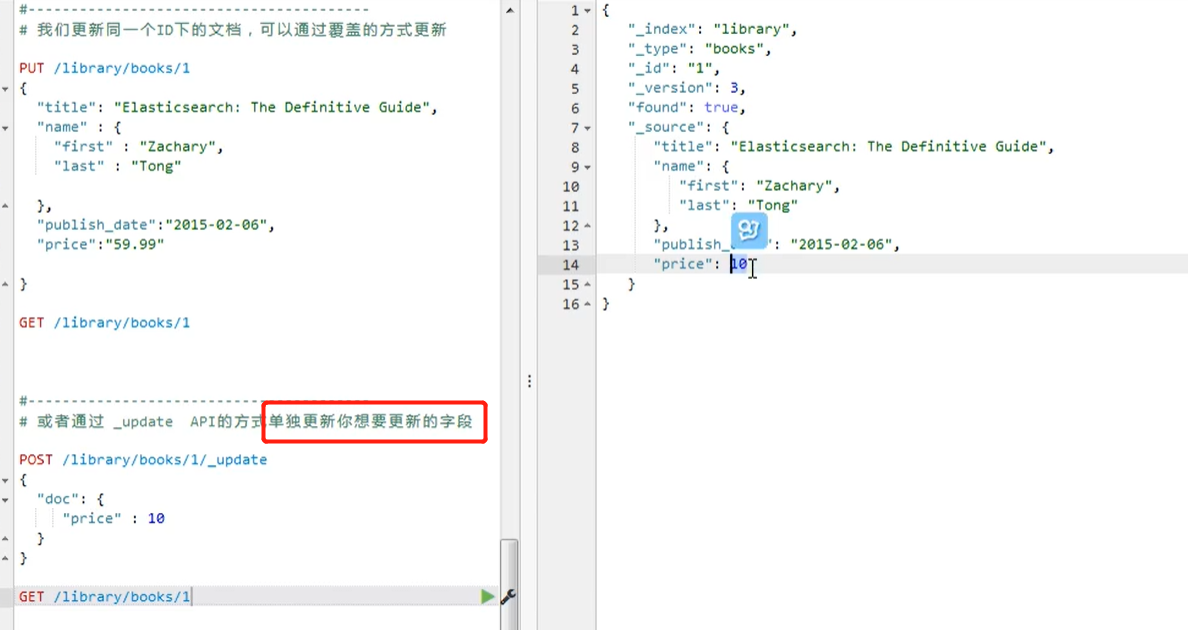 #----------------------------------------
# 我们更新同一个ID下的文档，可以通过覆盖的方式更新
PUT /library/books/1
{
"title": "Elasticsearch: The Definitive Guide",
"name" : {
"first" : "Zachary",
"last" : "Tong"
},
"publish_date":"2015-02-06",
"price":"59.99"
}
GET /library/books/1
#----------------------------------------
# 或者通过 _update API的方式单独更新你想要更新的字段
POST /library/books/1/_update
{
"doc": {
"price" : 10
}
}
GET /library/books/1
1 {
2 "_index": "library",
3 "_type": "books",
4 "_id": "1",
5 "_version": 3,
6 "found": true,
7 "_source": {
8 "title": "Elasticsearch: The Definitive Guide",
9 "name": {
10 "first": "Zachary",
11 "last": "Tong"
12 },
13 "publish_ ": "2015-02-06",
14 "price": 10
15 }
16 }